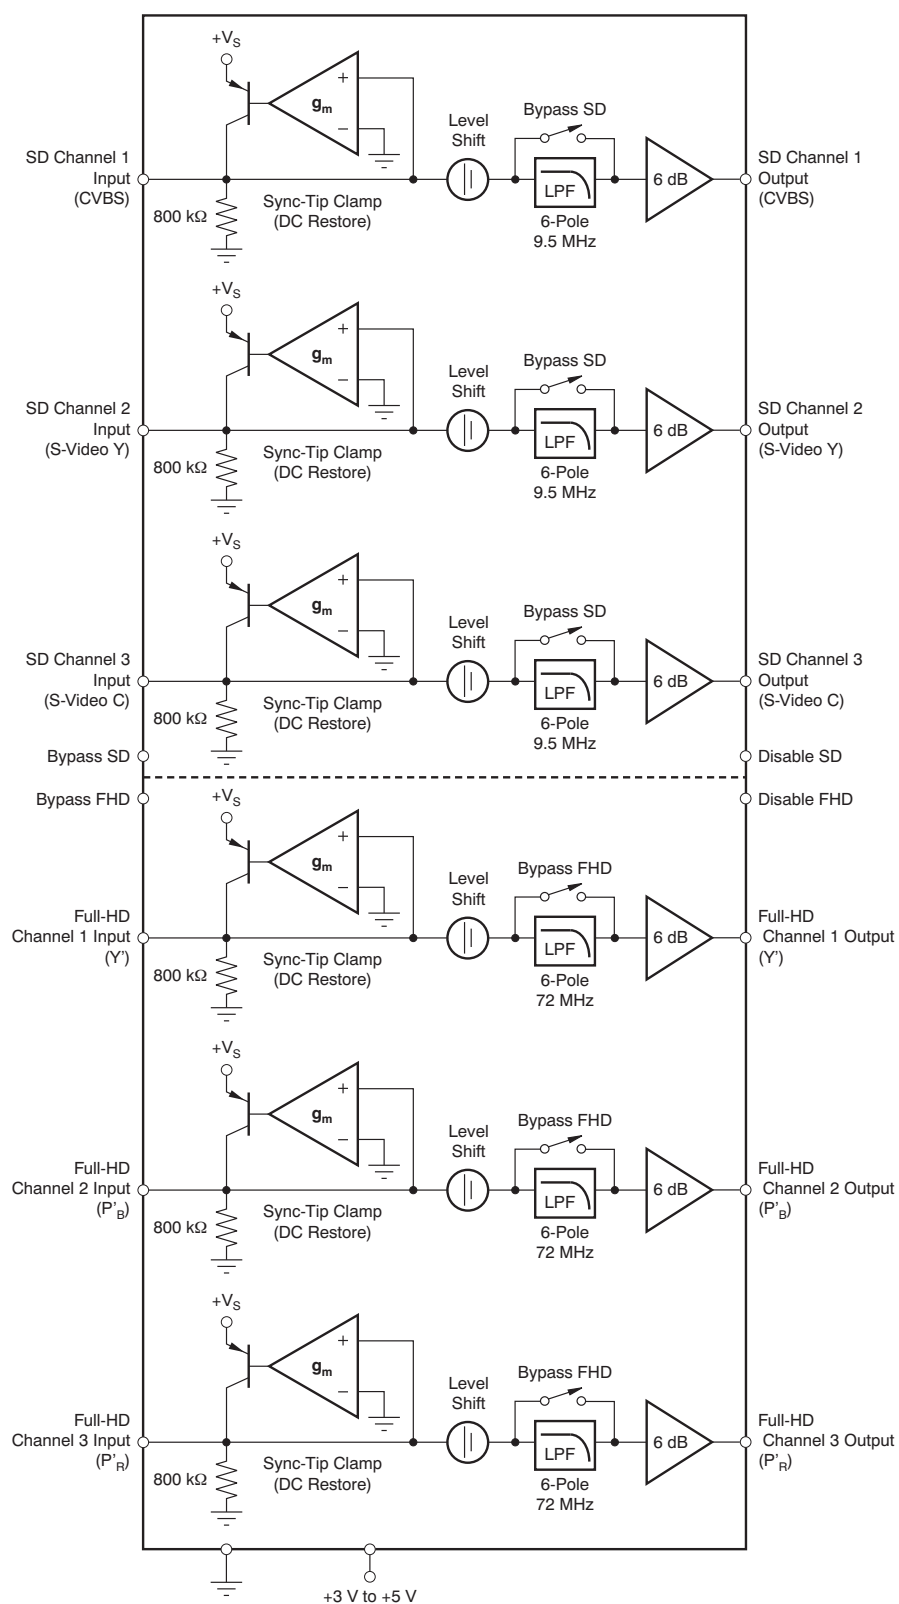 +VS
+
gm
−
SD Channel 1
Input
(CVBS)
800 kΩ
Sync-Tip Clamp
(DC Restore)
Level
Shift
Bypass SD
LPF
6-Pole
9.5 MHz
6 dB
SD Channel 1
Output
(CVBS)
+VS
+
gm
−
SD Channel 2
Input
(S-Video Y)
800 kΩ
Sync-Tip Clamp
(DC Restore)
Level
Shift
Bypass SD
LPF
6-Pole
9.5 MHz
6 dB
SD Channel 2
Output
(S-Video Y)
+VS
+
gm
−
SD Channel 3
Input
(S-Video C)
800 kΩ
Sync-Tip Clamp
(DC Restore)
Level
Shift
Bypass SD
LPF
6-Pole
9.5 MHz
6 dB
SD Channel 3
Output
(S-Video C)
Bypass SD
Disable SD
Bypass FHD
Disable FHD
+VS
+
gm
−
Full-HD
Channel 1 Input
(Y')
800 kΩ
Sync-Tip Clamp
(DC Restore)
Level
Shift
Bypass FHD
LPF
6-Pole
72 MHz
6 dB
Full-HD
Channel 1 Output
(Y')
+VS
+
gm
−
Full-HD
Channel 2 Input
(P'B)
800 kΩ
Sync-Tip Clamp
(DC Restore)
Level
Shift
Bypass FHD
LPF
6-Pole
72 MHz
6 dB
Full-HD
Channel 2 Output
(P'B)
+VS
+
gm
−
Full-HD
Channel 3 Input
(P'R)
800 kΩ
Sync-Tip Clamp
(DC Restore)
Level
Shift
Bypass FHD
LPF
6-Pole
72 MHz
6 dB
Full-HD
Channel 3 Output
(P'R)
+3 V to +5 V